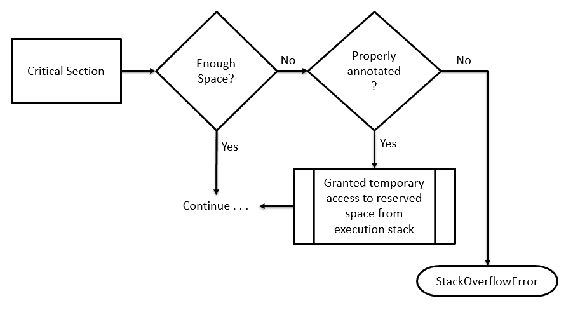 Critical Section
Enough
Space?
No
Properly
annotated
?
No
Yes
Yes
Granted temporary
access to reserved
space from
execution stack
Continue . . .
StackOverflowError